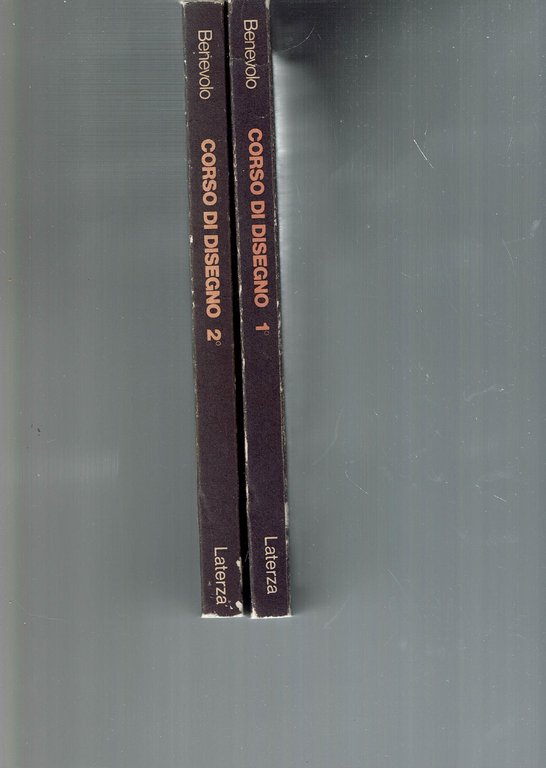 Benevolo CORSO DI DISEGNO 2° Laterza
Benevolo CORSO DI DISEGNO 1° Laterza